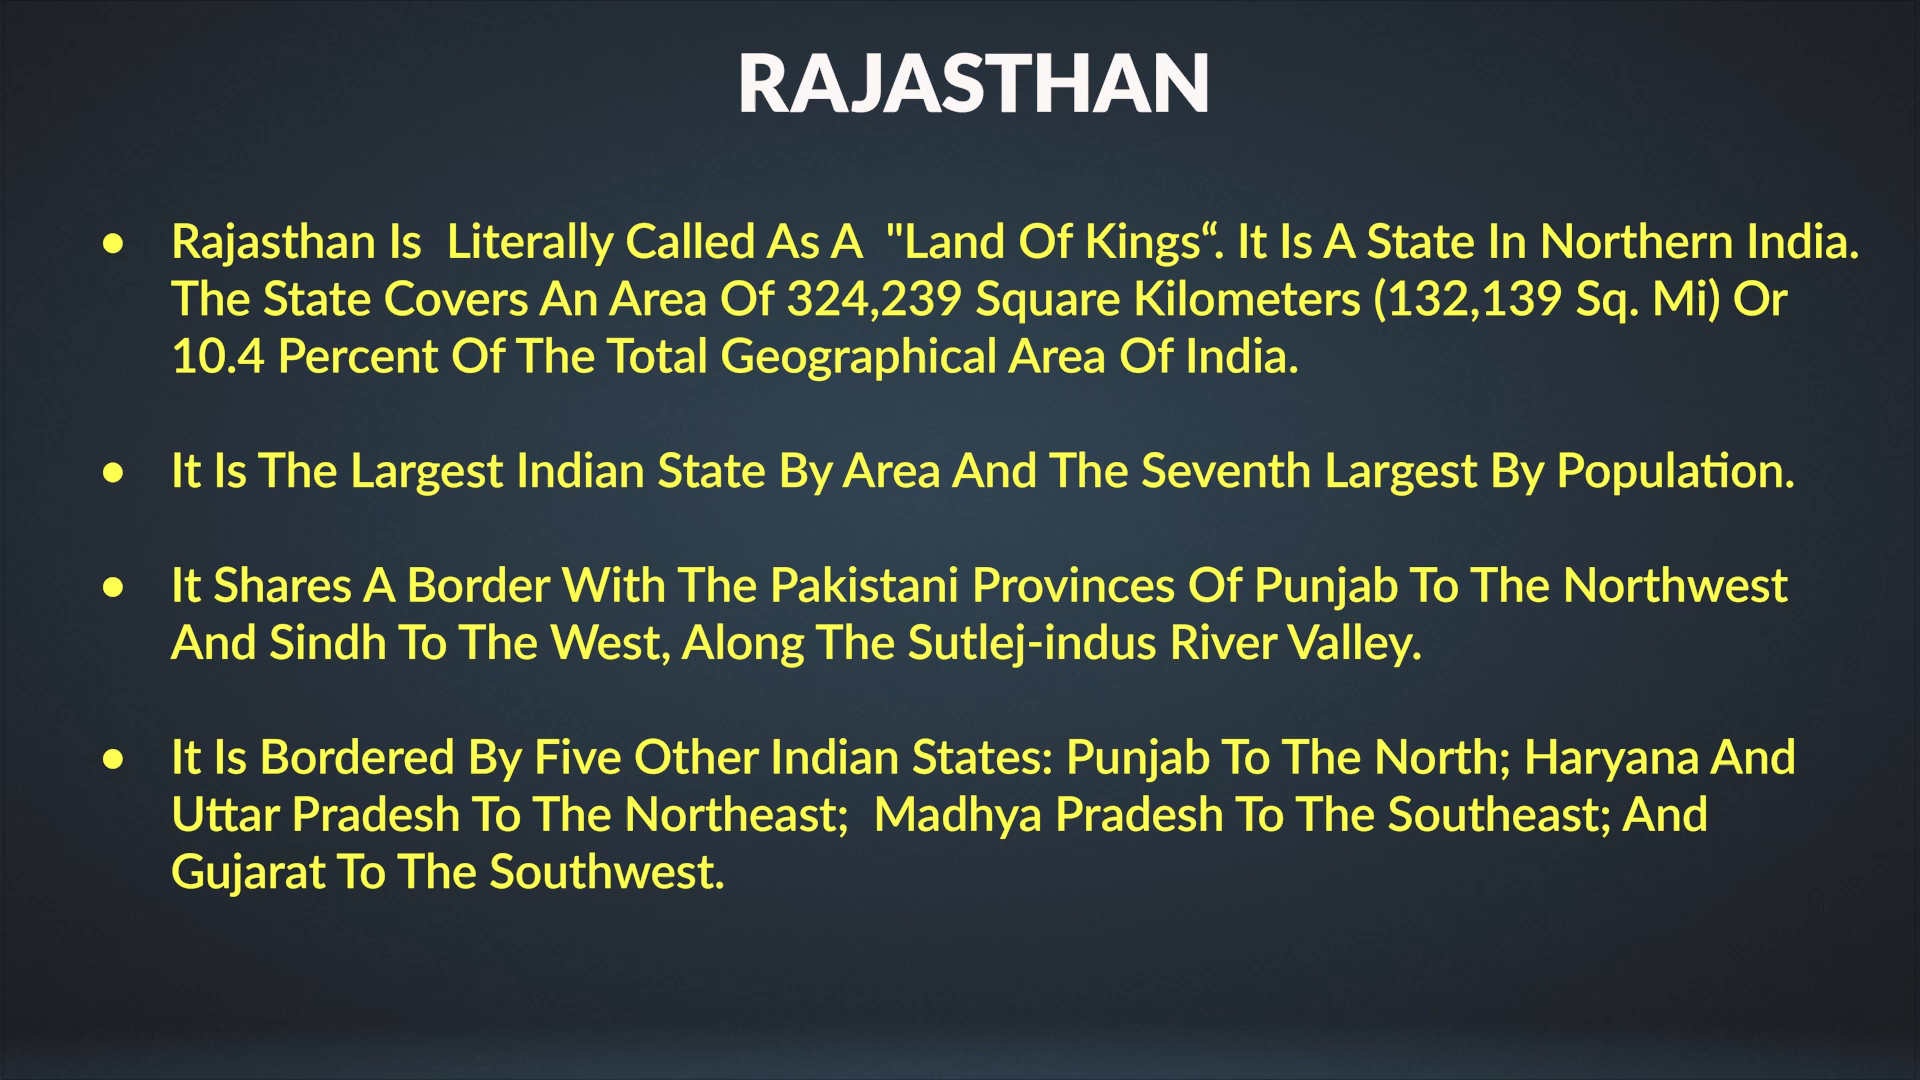 RAJASTHAN
• Rajasthan Is  Literally Called As A  "Land Of Kings“. It Is A State In Northern India.
The State Covers An Area Of 324,239 Square Kilometers (132,139 Sq. Mi) Or
10.4 Percent Of The Total Geographical Area Of India.
• It Is The Largest Indian State By Area And The Seventh Largest By Population.
• It Shares A Border With The Pakistani Provinces Of Punjab To The Northwest
And Sindh To The West, Along The Sutlej-indus River Valley.
• It Is Bordered By Five Other Indian States: Punjab To The North; Haryana And
Uttar Pradesh To The Northeast;  Madhya Pradesh To The Southeast; And
Gujarat To The Southwest.